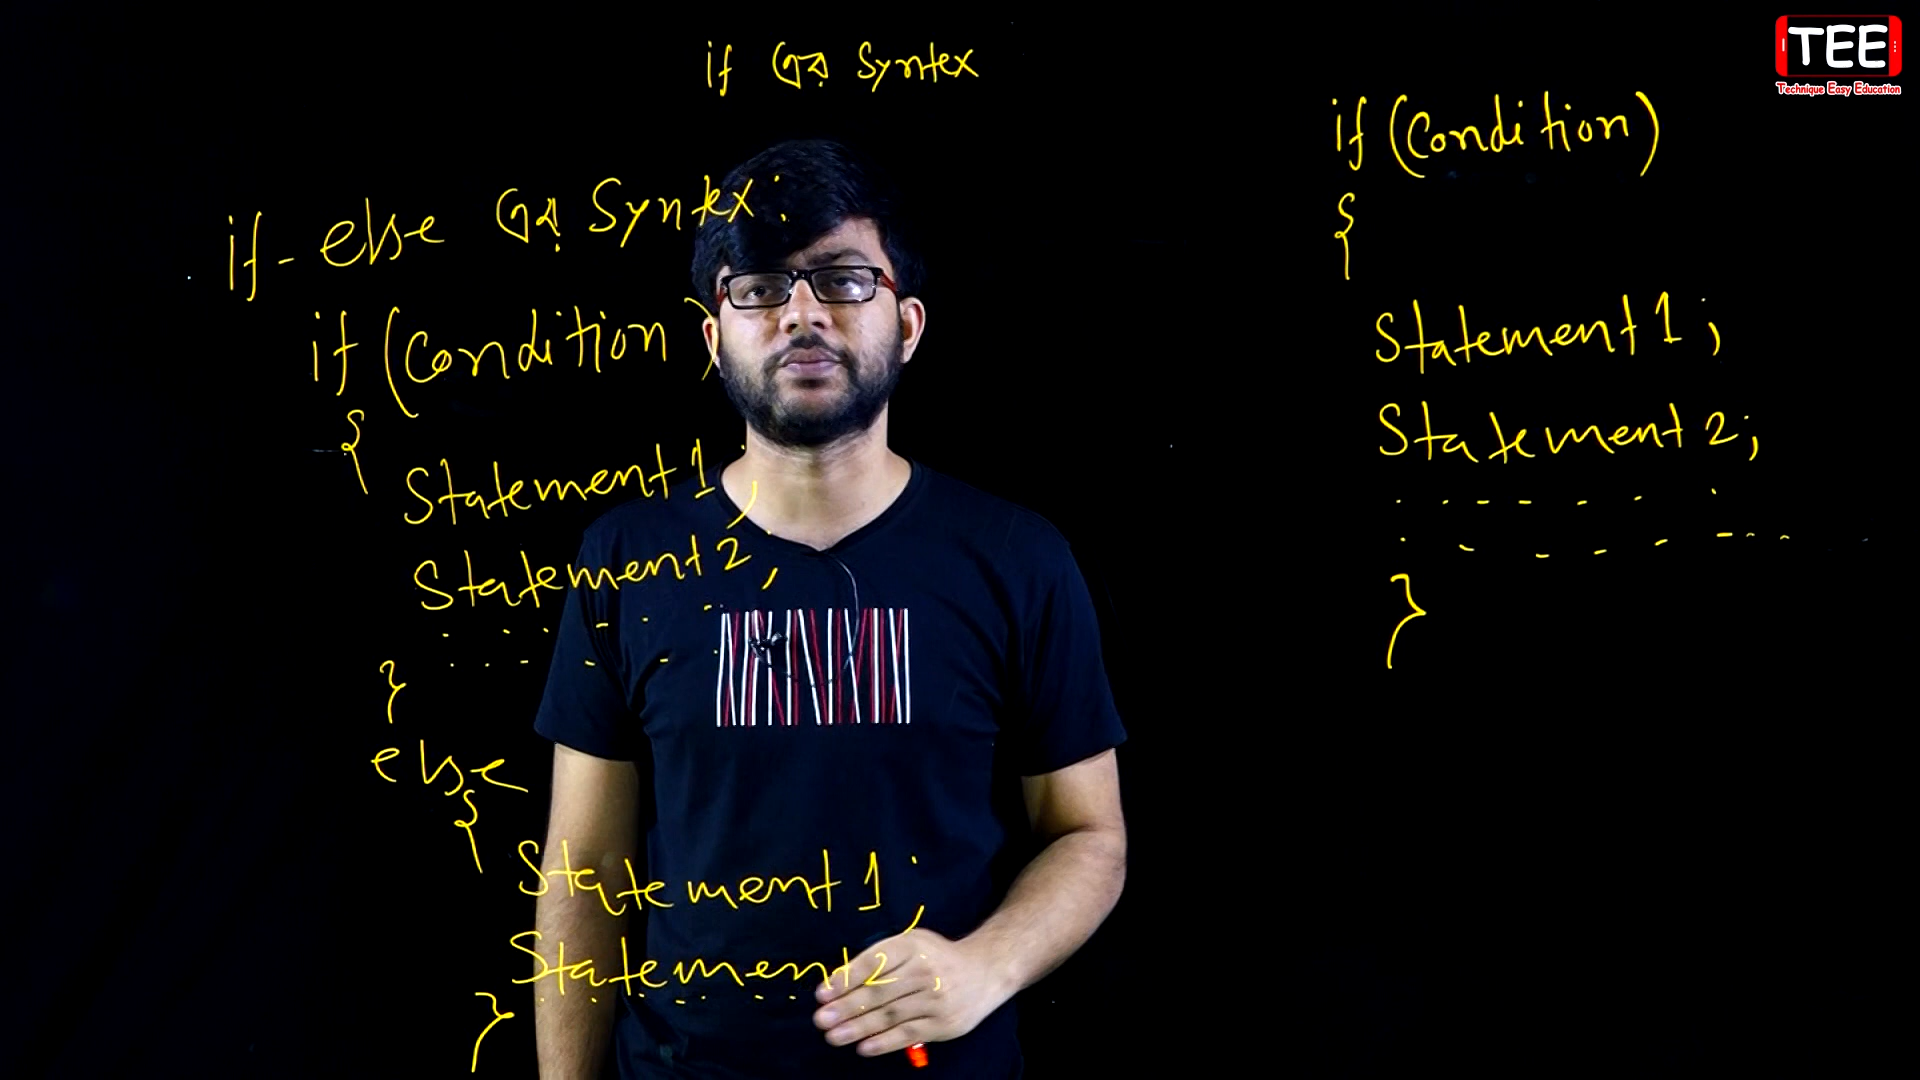 if এর Syntex
if-else এর Syntex:
if (Condition)
{
Statement 1;
Statement 2;
}
else
{
Statement 1;
Statement 2;
}
if (Condition)
{
Statement 1;
Statement 2;
}
TEE
Technique Easy Education